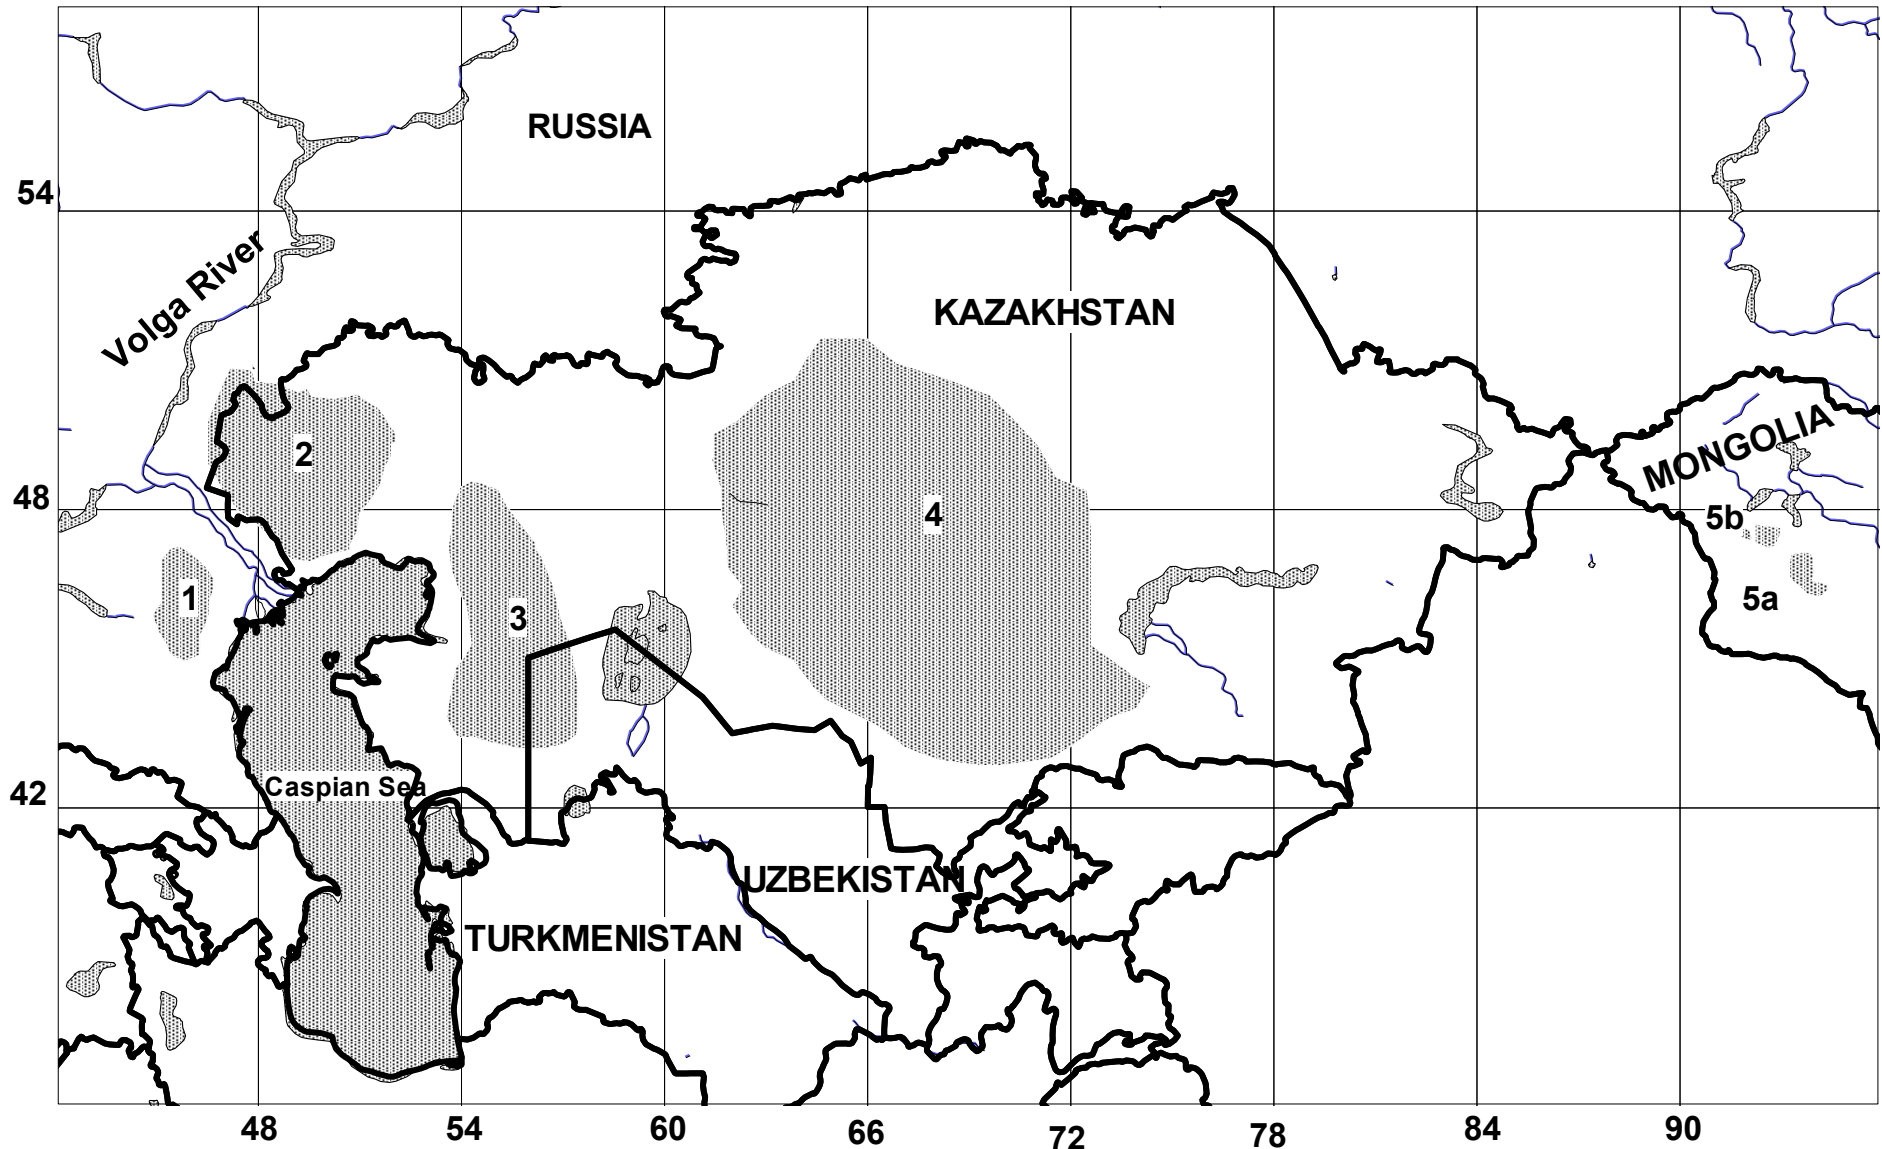 RUSSIA
54
Volga River
KAZAKHSTAN
MONGOLIA
2
48
4
5b
1
3
5a
42
Caspian Sea
UZBEKISTAN
TURKMENISTAN
48
54
60
66
72
78
84
90